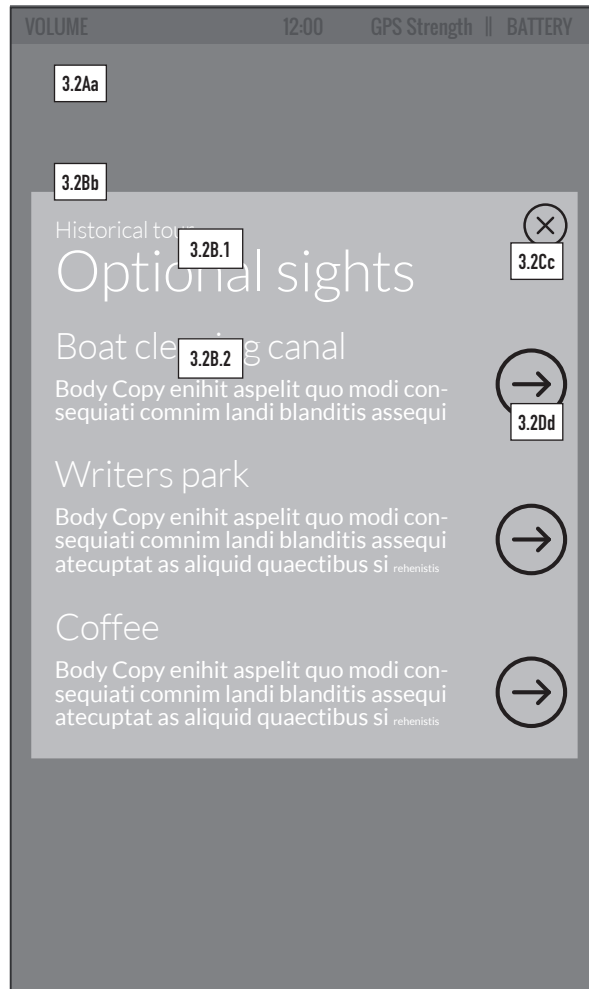 VOLUME 12:00 GPS Strength || BATTERY
3.2Aa
3.2Bb
Historical tour
3.2B.1
Optional sights
3.2Cc
Boat cle g canal
3.2B.2
Body Copy enihit aspelit quo modi con-
sequiati comnim landi blanditis assequi
3.2Dd
Writers park
Body Copy enihit aspelit quo modi con-
sequiati comnim landi blanditis assequi
atecuptat as aliquid quaectibus si rehenistis
Coffee
Body Copy enihit aspelit quo modi con-
sequiati comnim landi blanditis assequi
atecuptat as aliquid quaectibus si rehenistis